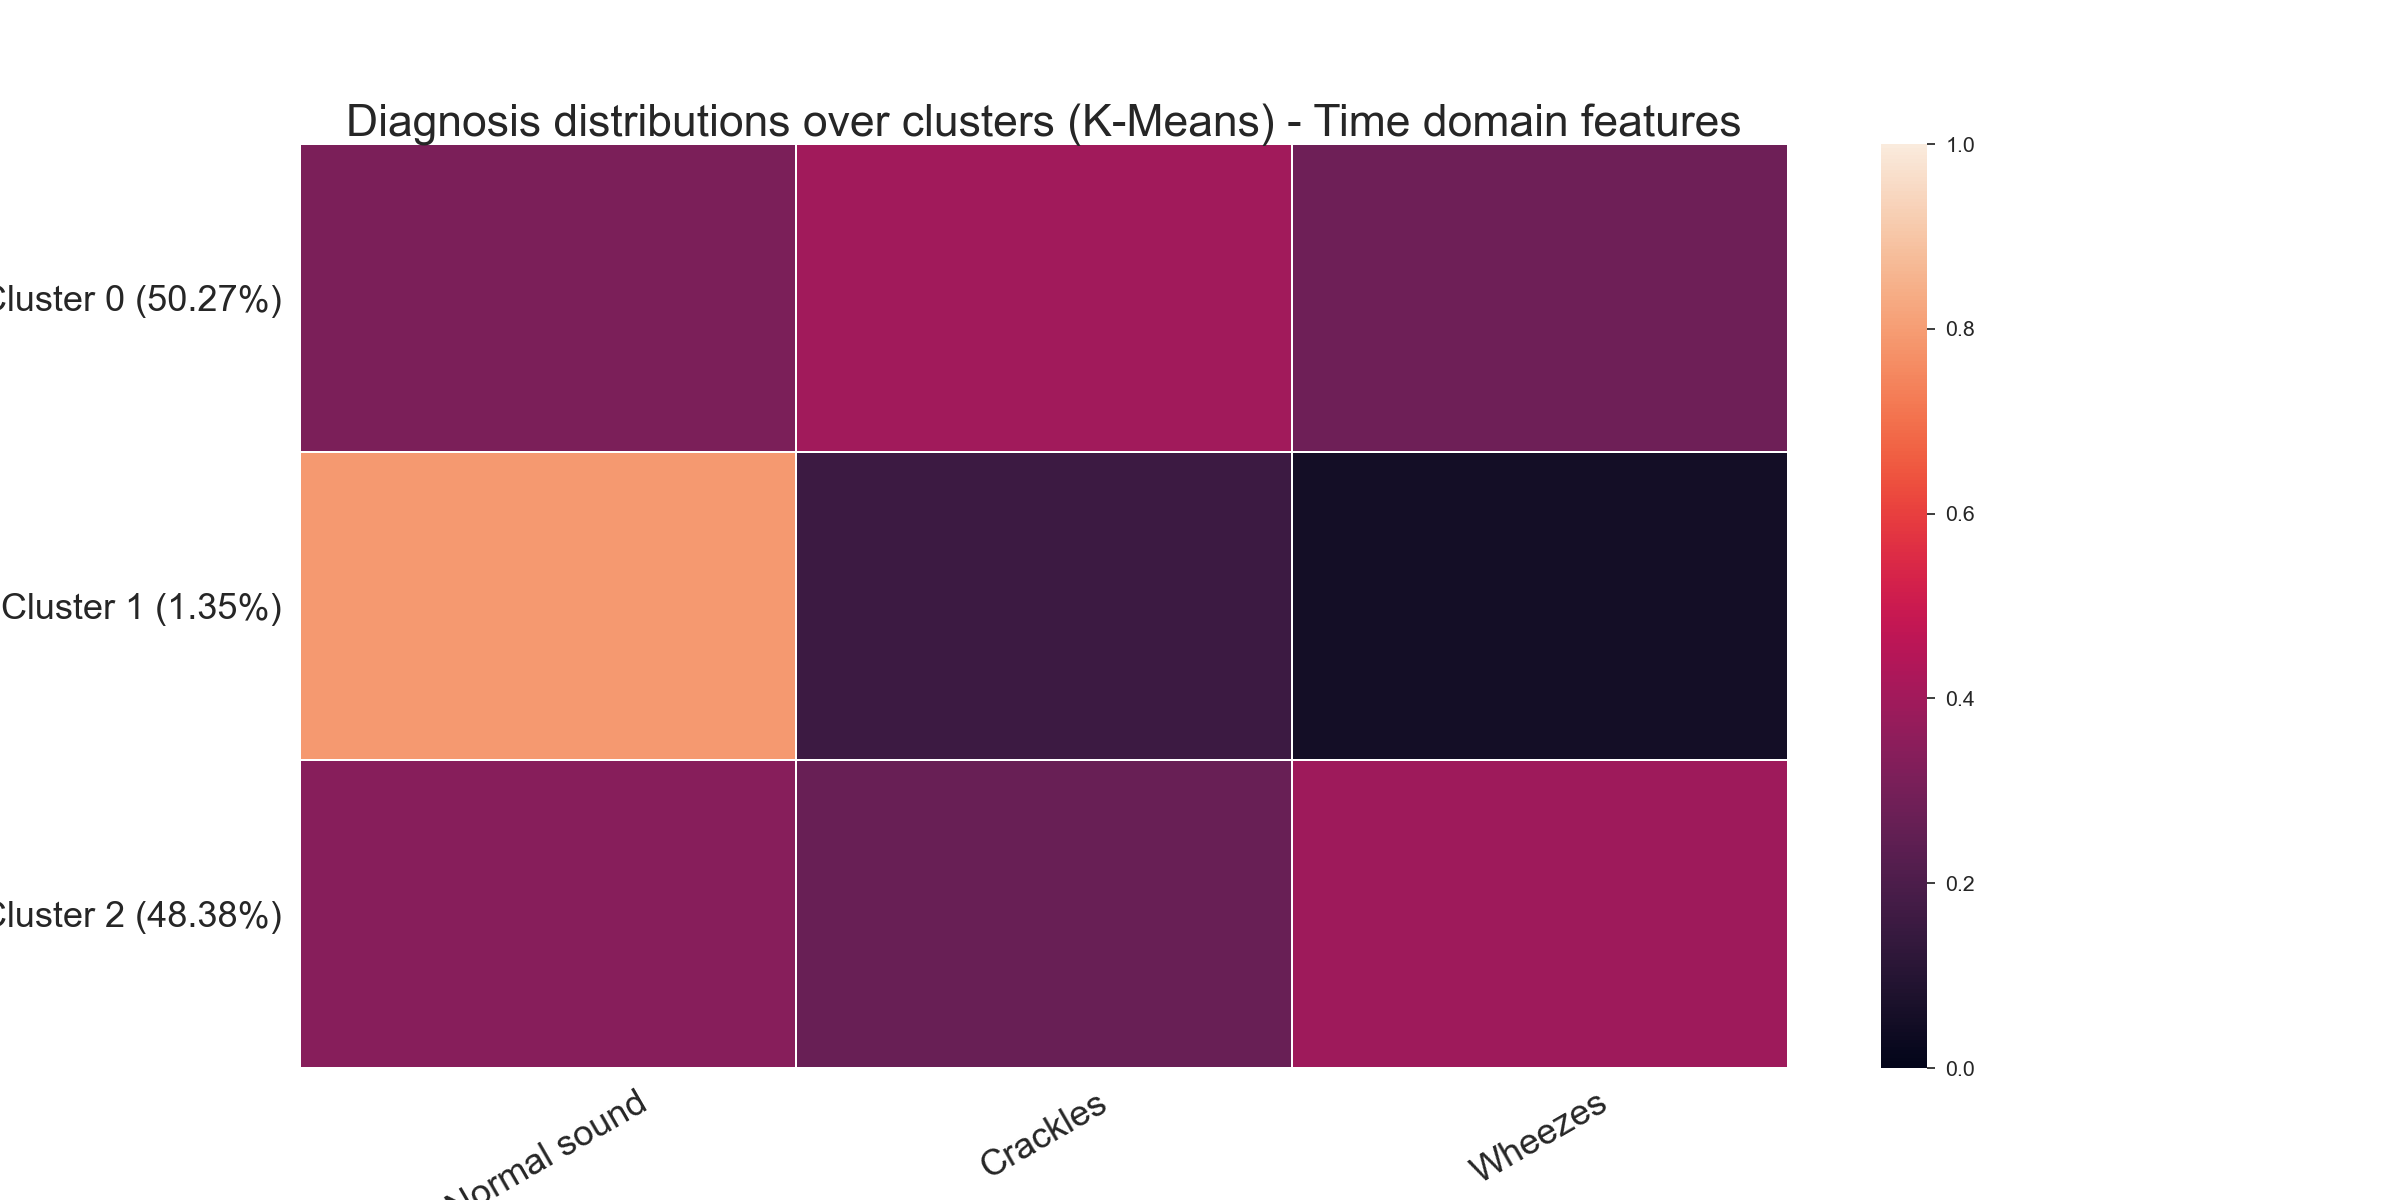 Diagnosis distributions over clusters (K-Means) - Time domain features
Cluster 0 (50.27%)
Cluster 1 (1.35%)
Cluster 2 (48.38%)
Normal sound
Crackles
Wheezes
1.0
0.8
0.6
0.4
0.2
0.0